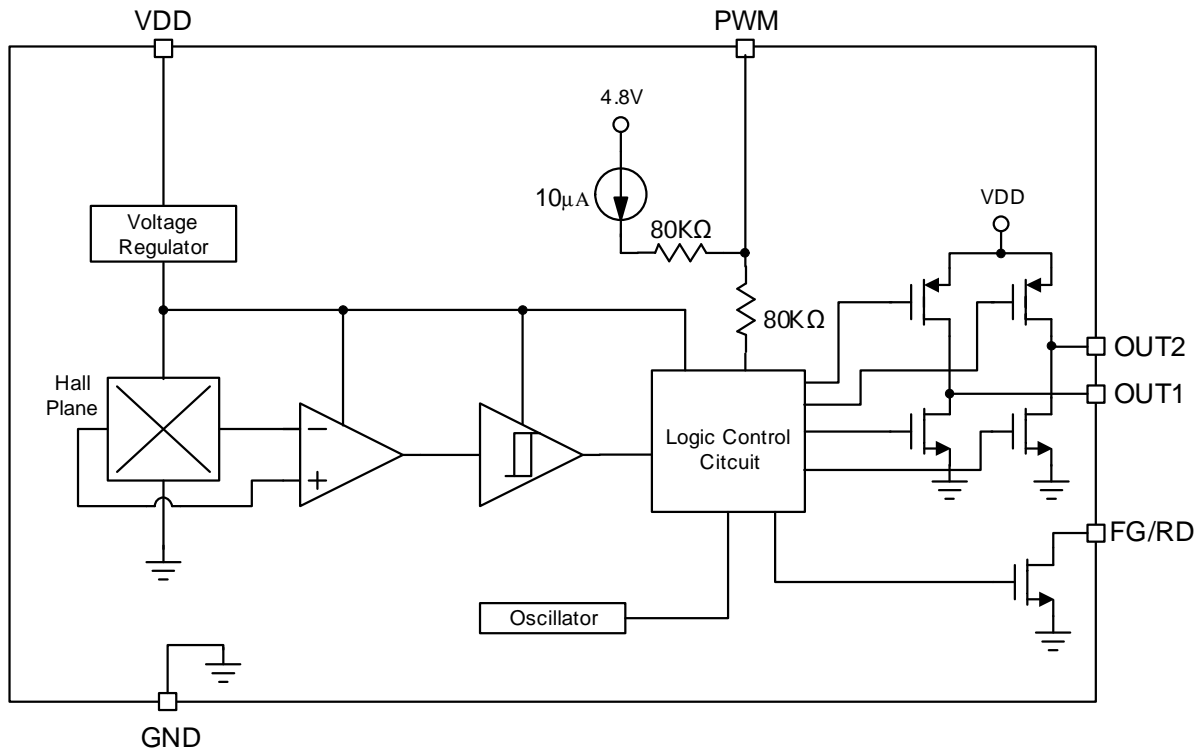 VDD
PWM
4.8V
10μA
80KΩ
VDD
Voltage
Regulator
80KΩ
Hall
Plane
−
+
Logic Control
Citcuit
OUT2
OUT1
FG/RD
Oscillator
GND